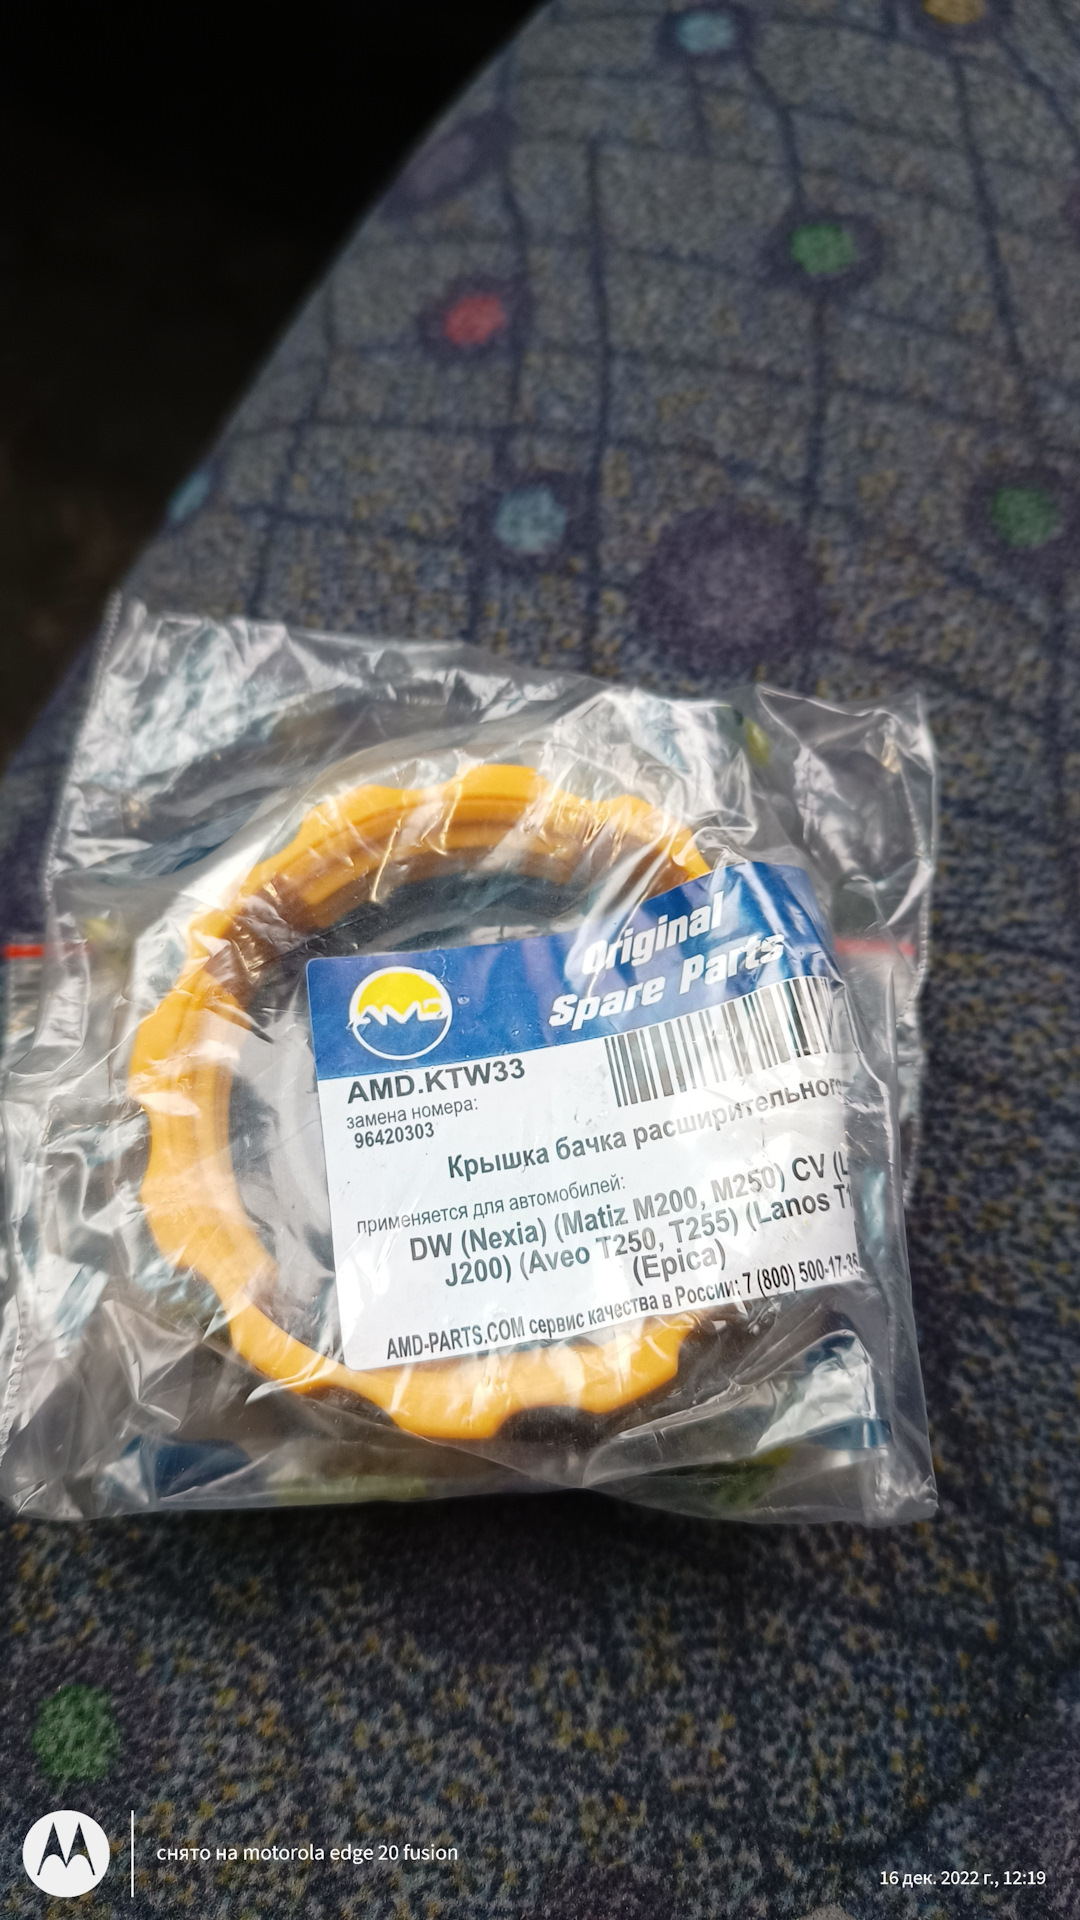 Original
Spare Parts
AMD
AMD.KTW33
замена номера:
96420303
Крышка бачка расширительного
применяется для автомобилей:
DW (Nexia) (Matiz M200, M250) CV (L
J200) (Aveo T250, T255) (Lanos T1
(Epica)
AMD-PARTS.COM сервис качества в России: 7 (800) 500-17-36
снято на motorola edge 20 fusion
16 дек. 2022 г., 12:19